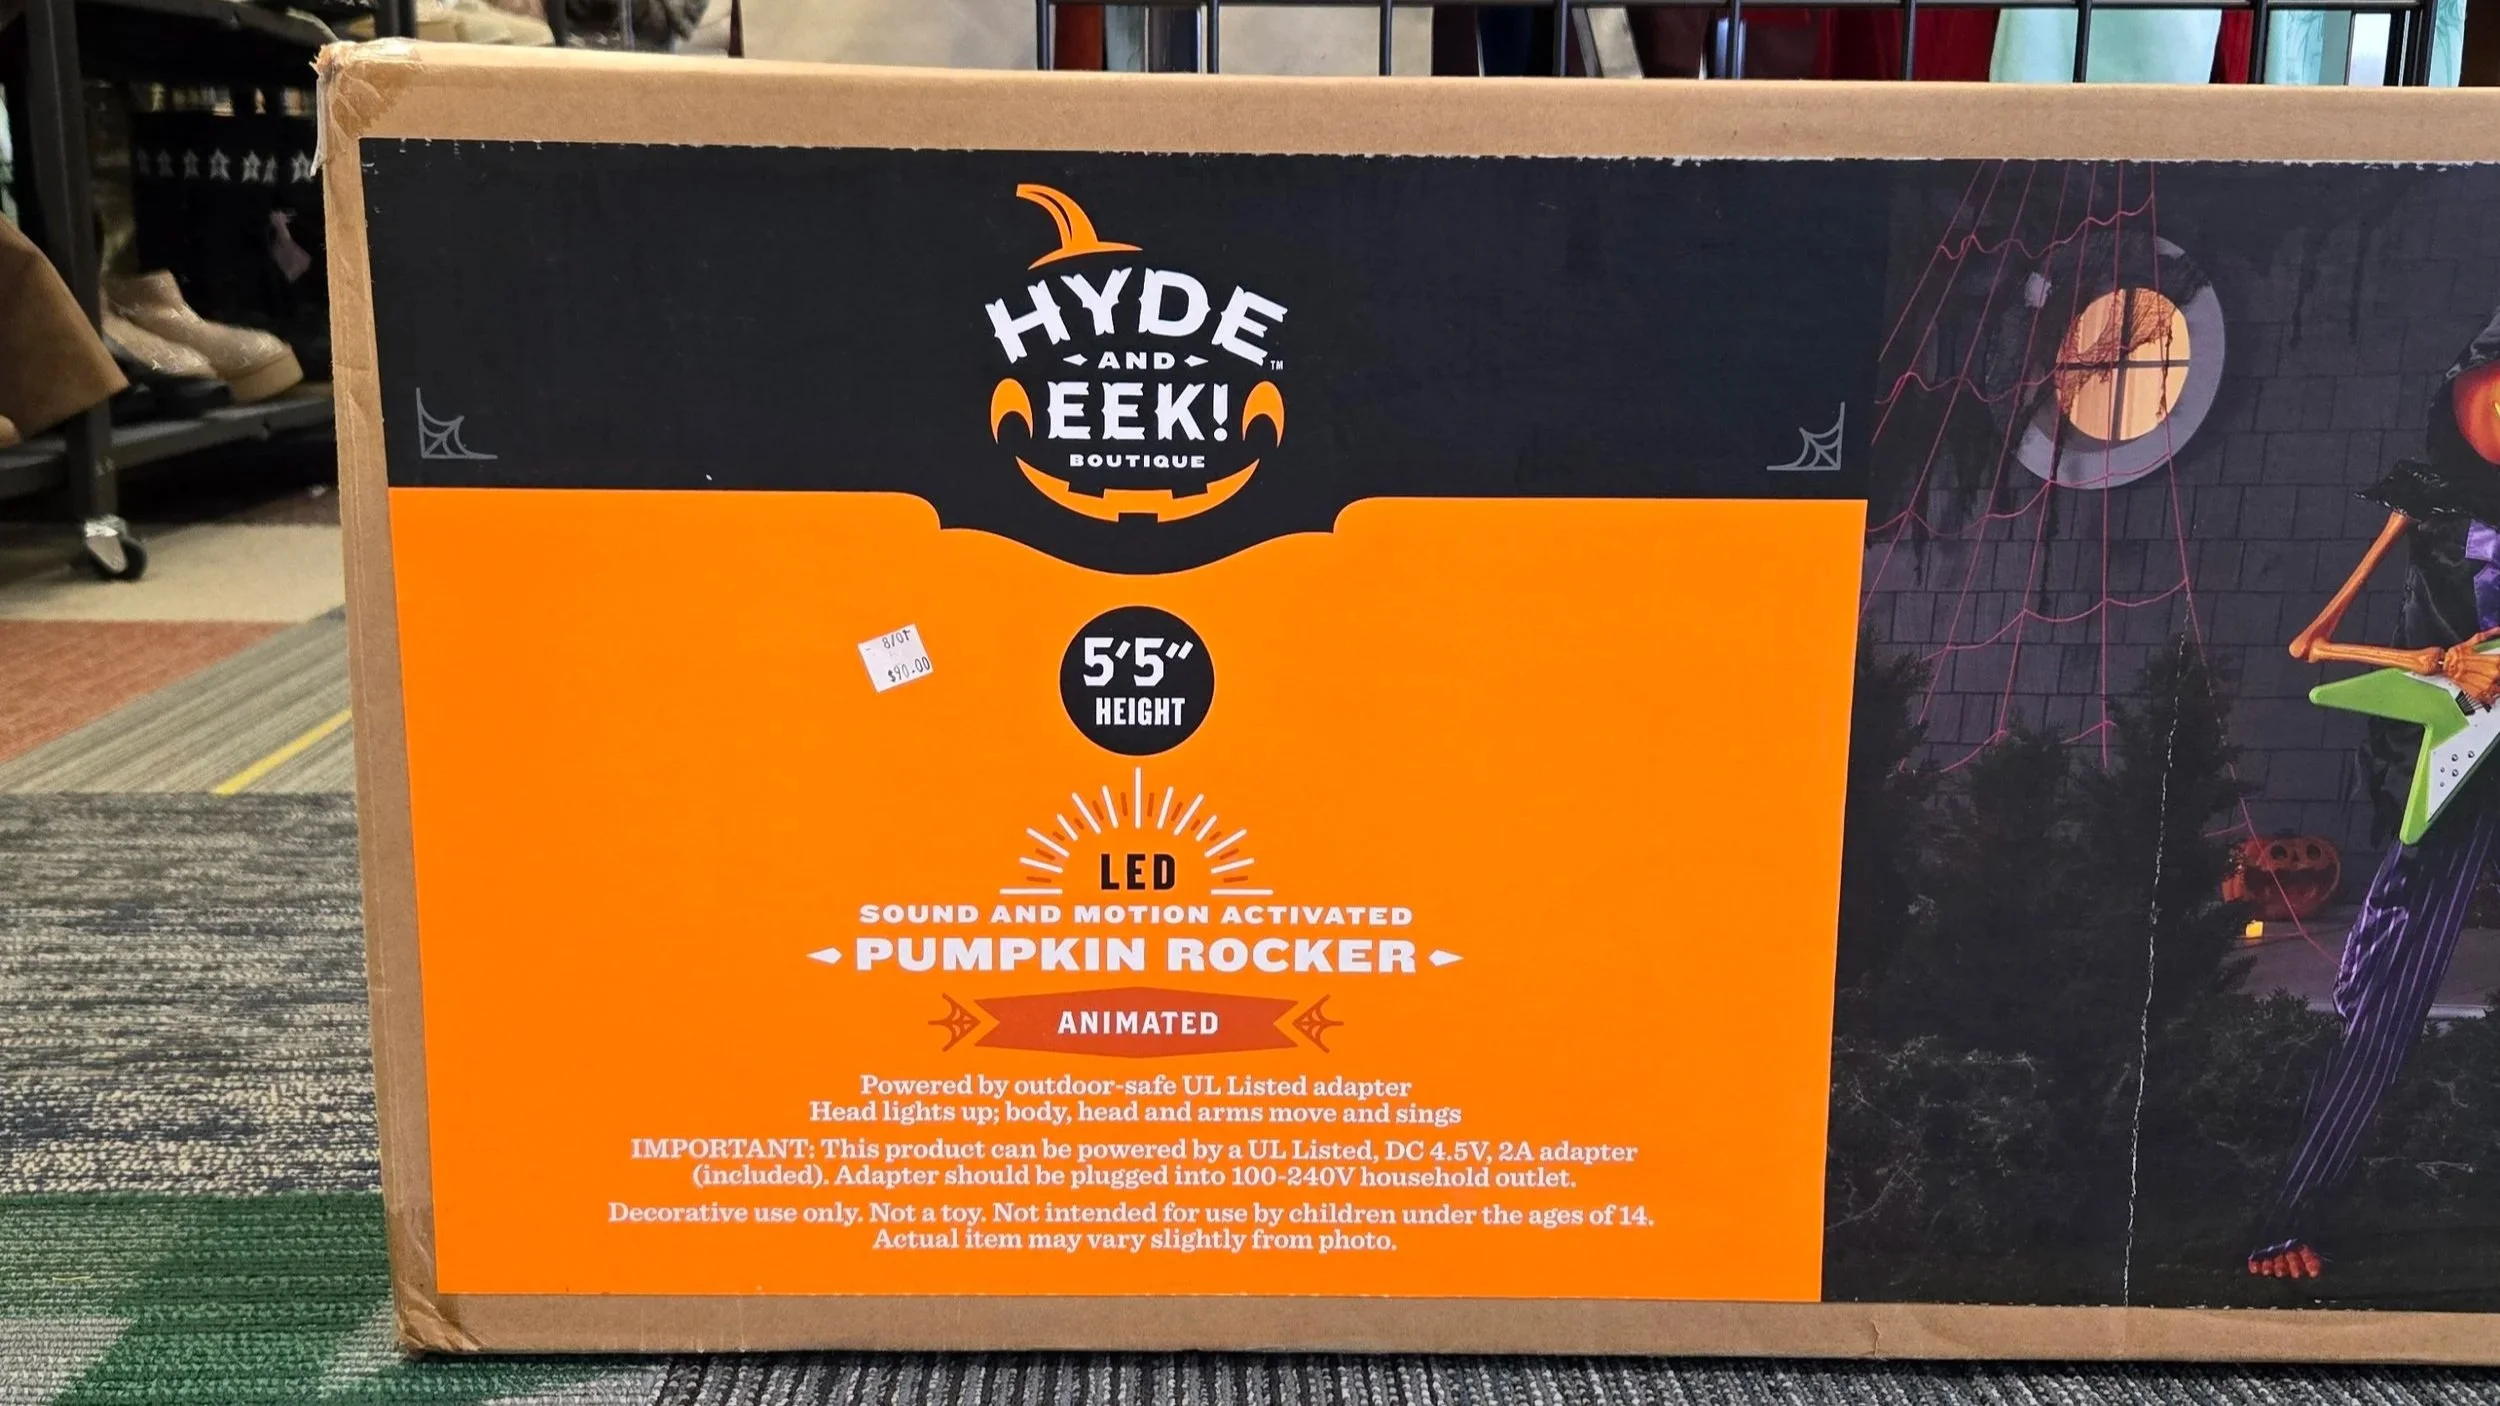 HYDE
AND
EEK!
BOUTIQUE
TM
5'5"
HEIGHT
$90.00
LED
SOUND AND MOTION ACTIVATED
PUMPKIN ROCKER
ANIMATED
Powered by outdoor-safe UL Listed adapter
Head lights up; body, head and arms move and sings
IMPORTANT: This product can be powered by a UL Listed, DC 4.5V, 2A adapter
(included). Adapter should be plugged into 100-240V household outlet.
Decorative use only. Not a toy. Not intended for use by children under the ages of 14.
Actual item may vary slightly from photo.